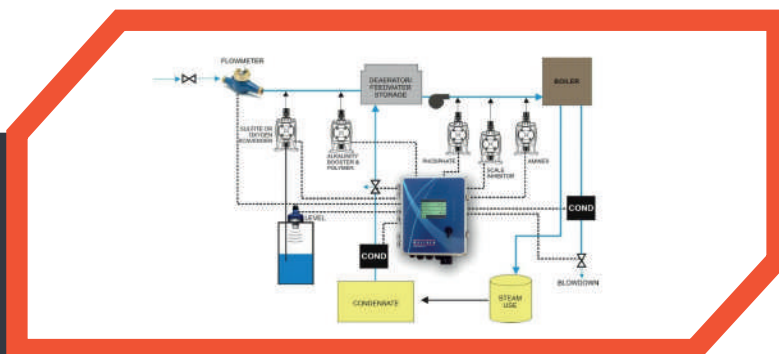 FLOWMETER
DEAERATOR/
FEEDWATER
STORAGE
BOILER
SULFITE OR
OXYGEN
SCAVENGER
ALKALINITY
BOOSTER &
POLYMER
PHOSPHATE
SCALE
INHIBITOR
AMINES
LEVEL
COND
COND
CONDENSATE
STEAM
USE
BLOWDOWN